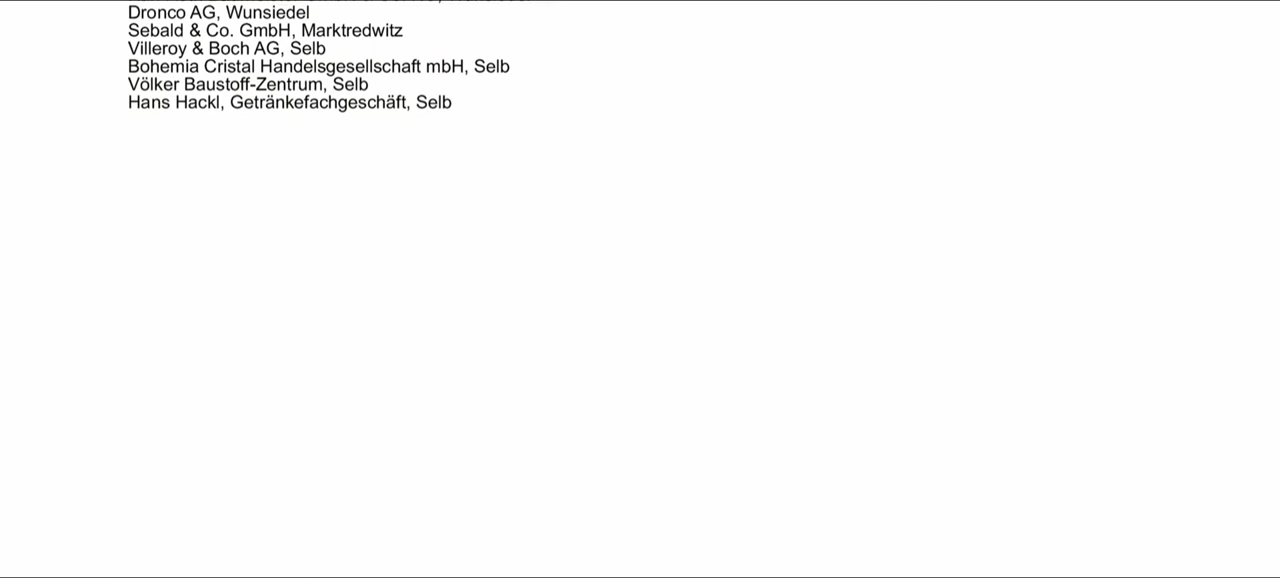 Dronco AG, Wunsiedel
Sebald & Co. GmbH, Marktredwitz
Villeroy & Boch AG, Selb
Bohemia Cristal Handelsgesellschaft mbH, Selb
Völker Baustoff-Zentrum, Selb
Hans Hackl, Getränkefachgeschäft, Selb